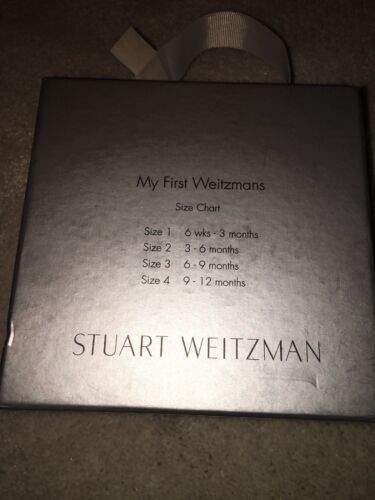 My First Weitzmans
Size Chart
Size 1 6 wks - 3 months
Size 2 3 - 6 months
Size 3 6 - 9 months
Size 4 9 - 12 months
STUART WEITZMAN